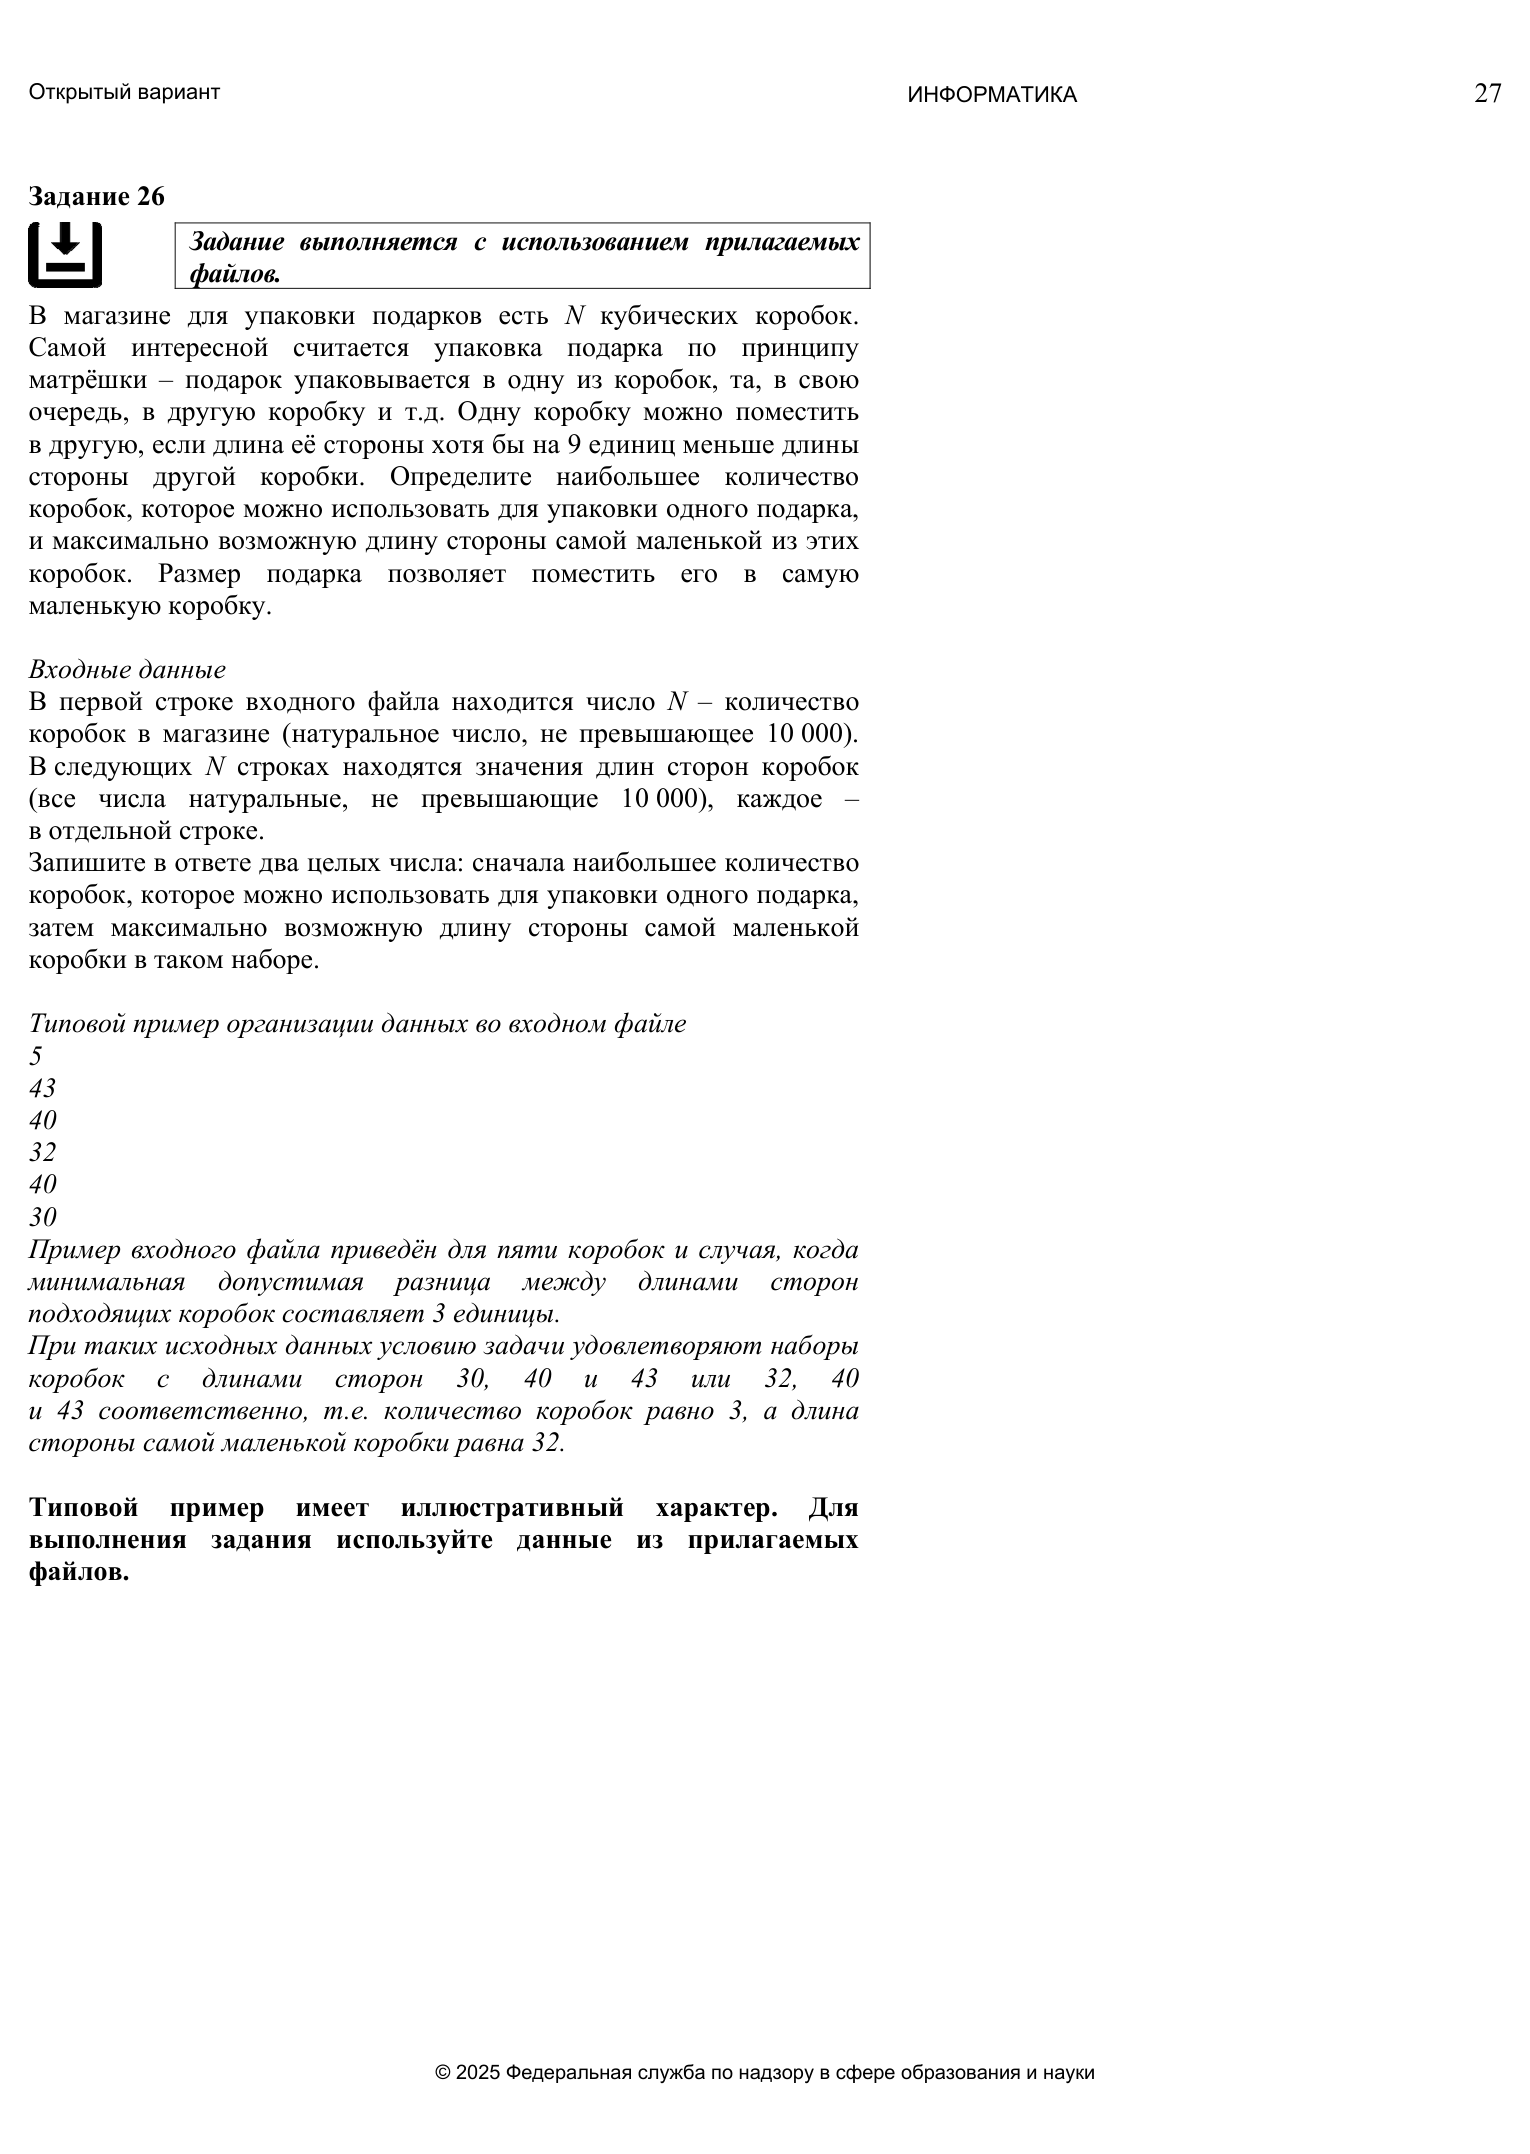 Открытый вариант
ИНФОРМАТИКА
27
Задание 26
Задание выполняется с использованием прилагаемых
файлов.
В магазине для упаковки подарков есть N кубических коробок.
Самой интересной считается упаковка подарка по принципу
матрёшки – подарок упаковывается в одну из коробок, та, в свою
очередь, в другую коробку и т.д. Одну коробку можно поместить
в другую, если длина её стороны хотя бы на 9 единиц меньше длины
стороны другой коробки. Определите наибольшее количество
коробок, которое можно использовать для упаковки одного подарка,
и максимально возможную длину стороны самой маленькой из этих
коробок. Размер подарка позволяет поместить его в самую
маленькую коробку.
Входные данные
В первой строке входного файла находится число N – количество
коробок в магазине (натуральное число, не превышающее 10 000).
В следующих N строках находятся значения длин сторон коробок
(все числа натуральные, не превышающие 10 000), каждое –
в отдельной строке.
Запишите в ответе два целых числа: сначала наибольшее количество
коробок, которое можно использовать для упаковки одного подарка,
затем максимально возможную длину стороны самой маленькой
коробки в таком наборе.
Типовой пример организации данных во входном файле
5
43
40
32
40
30
Пример входного файла приведён для пяти коробок и случая, когда
минимальная допустимая разница между длинами сторон
подходящих коробок составляет 3 единицы.
При таких исходных данных условию задачи удовлетворяют наборы
коробок с длинами сторон 30, 40 и 43 или 32, 40
и 43 соответственно, т.е. количество коробок равно 3, а длина
стороны самой маленькой коробки равна 32.
Типовой пример имеет иллюстративный характер. Для
выполнения задания используйте данные из прилагаемых
файлов.
© 2025 Федеральная служба по надзору в сфере образования и науки